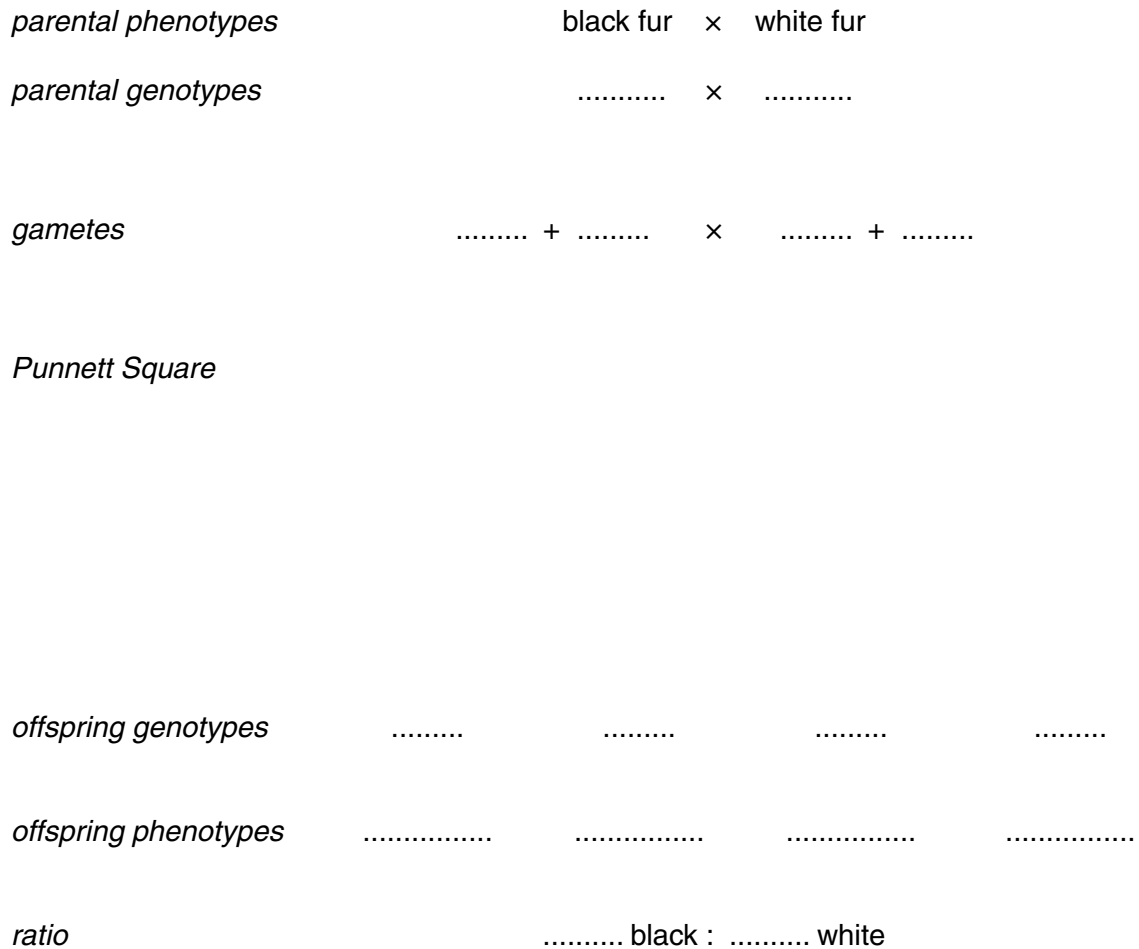 parental phenotypes black fur × white fur
parental genotypes ........... × ...........
gametes ......... + ......... × ......... + .........
Punnett Square
offspring genotypes ......... ......... ......... .........
offspring phenotypes ................ ................ ................ ................
ratio .......... black : .......... white